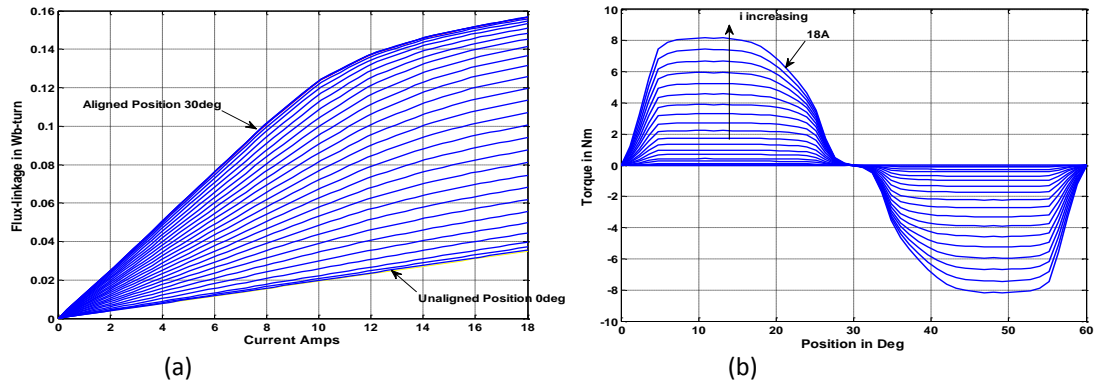 0.16
0.14
0.12
0.1
0.08
0.06
0.04
0.02
0
Flux-linkage in Wb-turn
Aligned Position 30deg
Unaligned Position 0deg
0 2 4 6 8 10 12 14 16 18
Current Amps
(a)
10
8
6
4
2
0
-2
-4
-6
-8
-10
Torque in Nm
i increasing
18A
0 10 20 30 40 50 60
Position in Deg
(b)